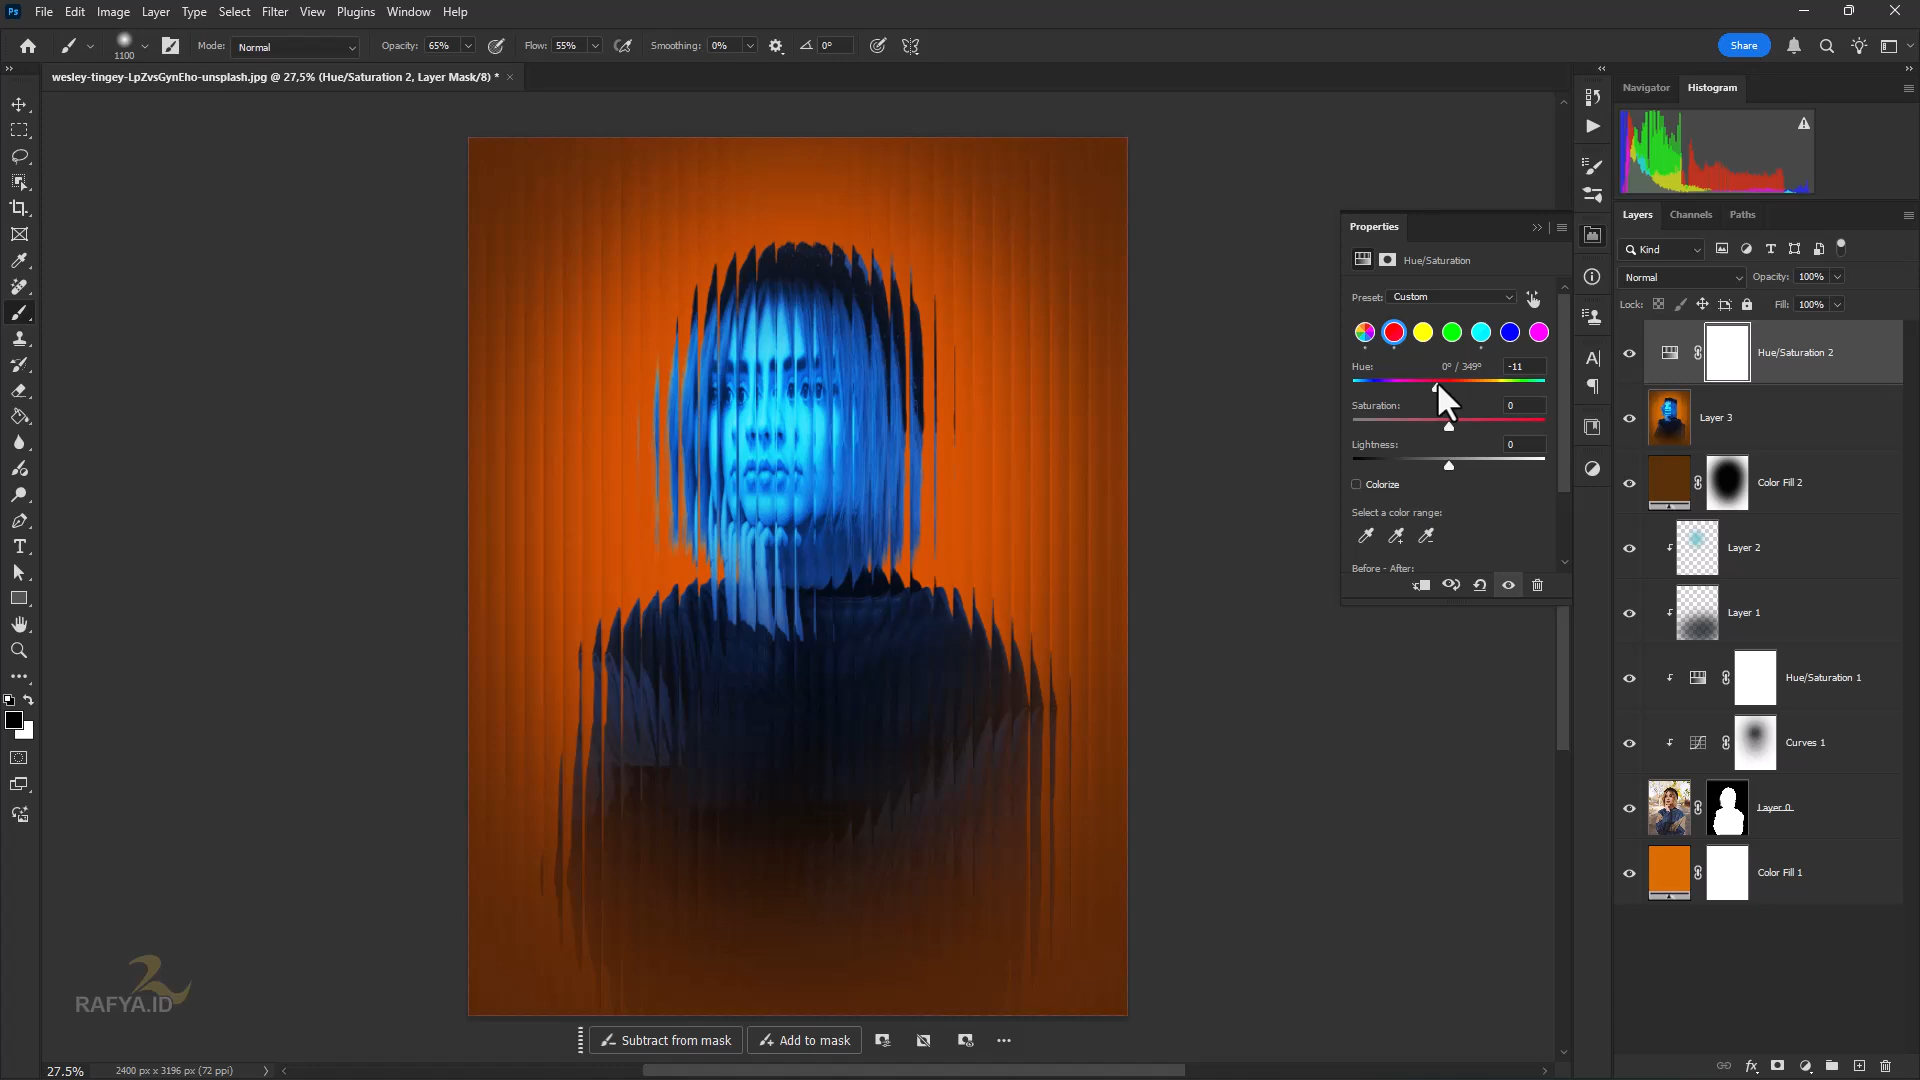 Ps File Edit Image Layer Type Select Filter View Plugins Window Help
1100 Mode: Normal Opacity: 65% Flow: 55% Smoothing: 0% 0° Share
wesley-tingey-LpZvsGynEho-unsplash.jpg @ 27,5% (Hue/Saturation 2, Layer Mask/8) *
Navigator Histogram
Layers Channels Paths
Kind
Normal Opacity: 100%
Lock: Fill: 100%
Hue/Saturation 2
Layer 3
Color Fill 2
Layer 2
Layer 1
Hue/Saturation 1
Curves 1
Layer 0
Color Fill 1
Properties
Hue/Saturation
Preset: Custom
Hue: 0° / 349° -11
Saturation: 0
Lightness: 0
Colorize
Select a color range:
Before - After:
RAFYA.ID
Subtract from mask Add to mask
27.5% 2400 px x 3196 px (72 ppi)